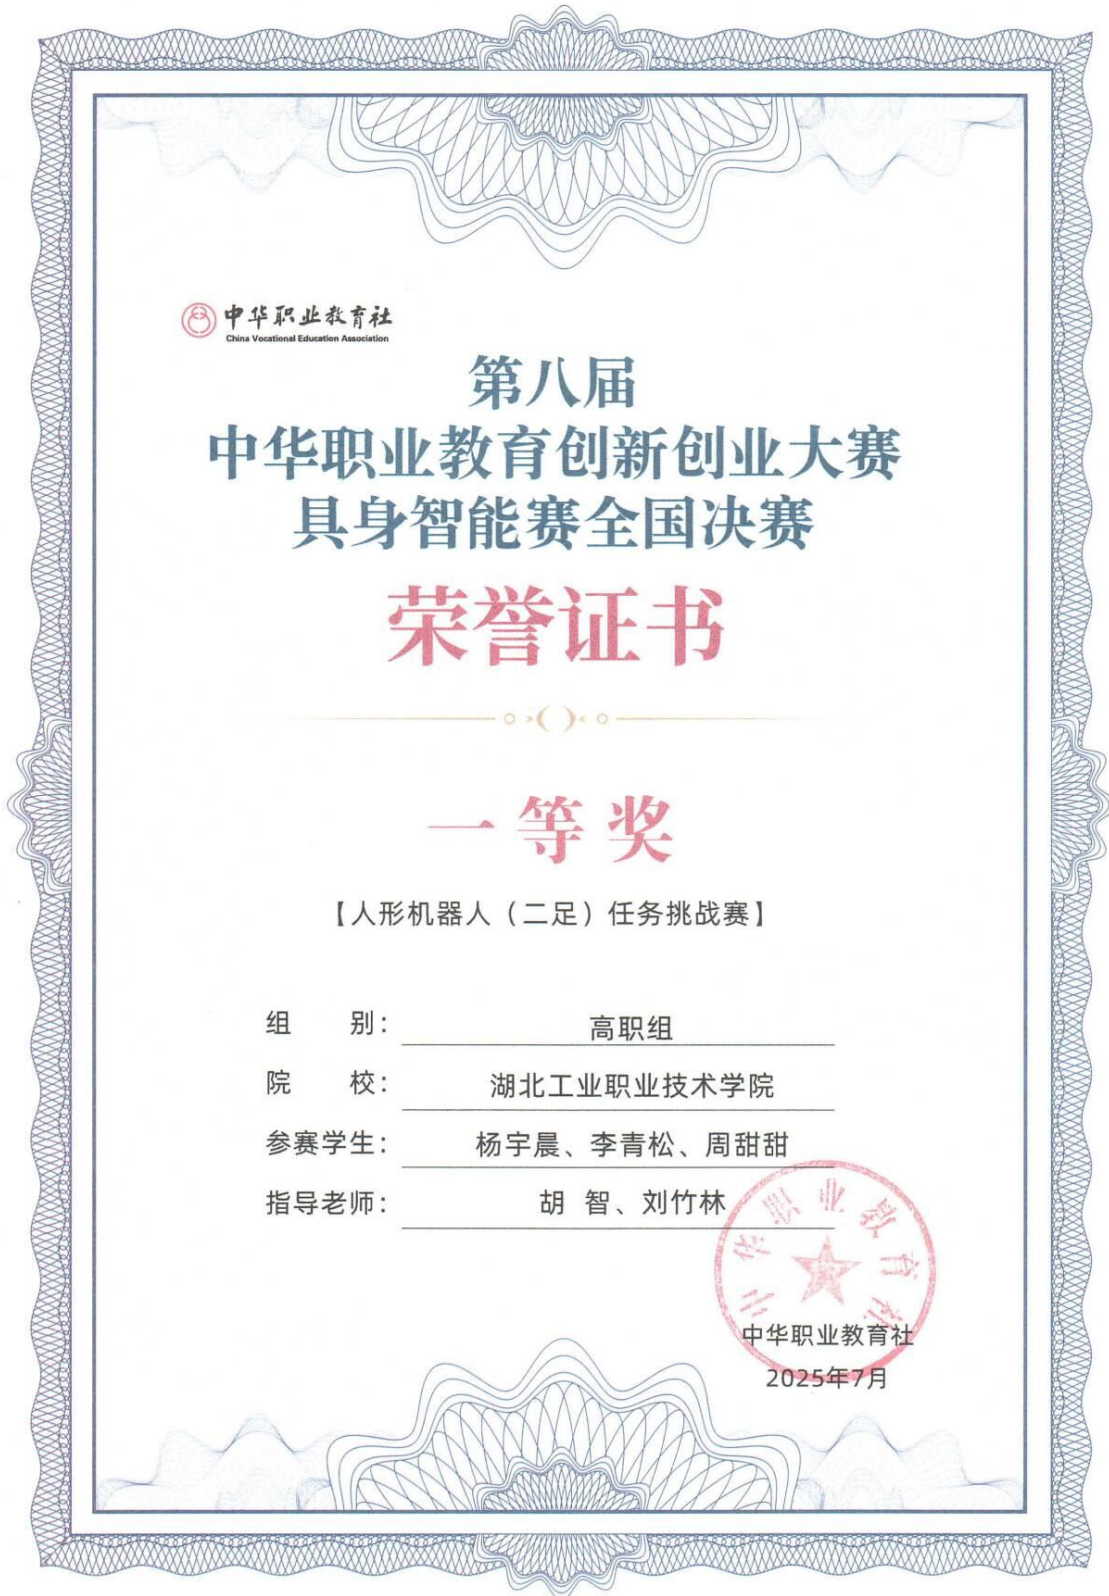 中华职业教育社
China Vocational Education Association
第八届
中华职业教育创新创业大赛
具身智能赛全国决赛
荣誉证书
一等奖
【人形机器人（二足）任务挑战赛】
组 别： 高职组
院 校： 湖北工业职业技术学院
参赛学生： 杨宇晨、李青松、周甜甜
指导老师： 胡 智、刘竹林
中华职业教育社
中华职业教育社
2025年7月